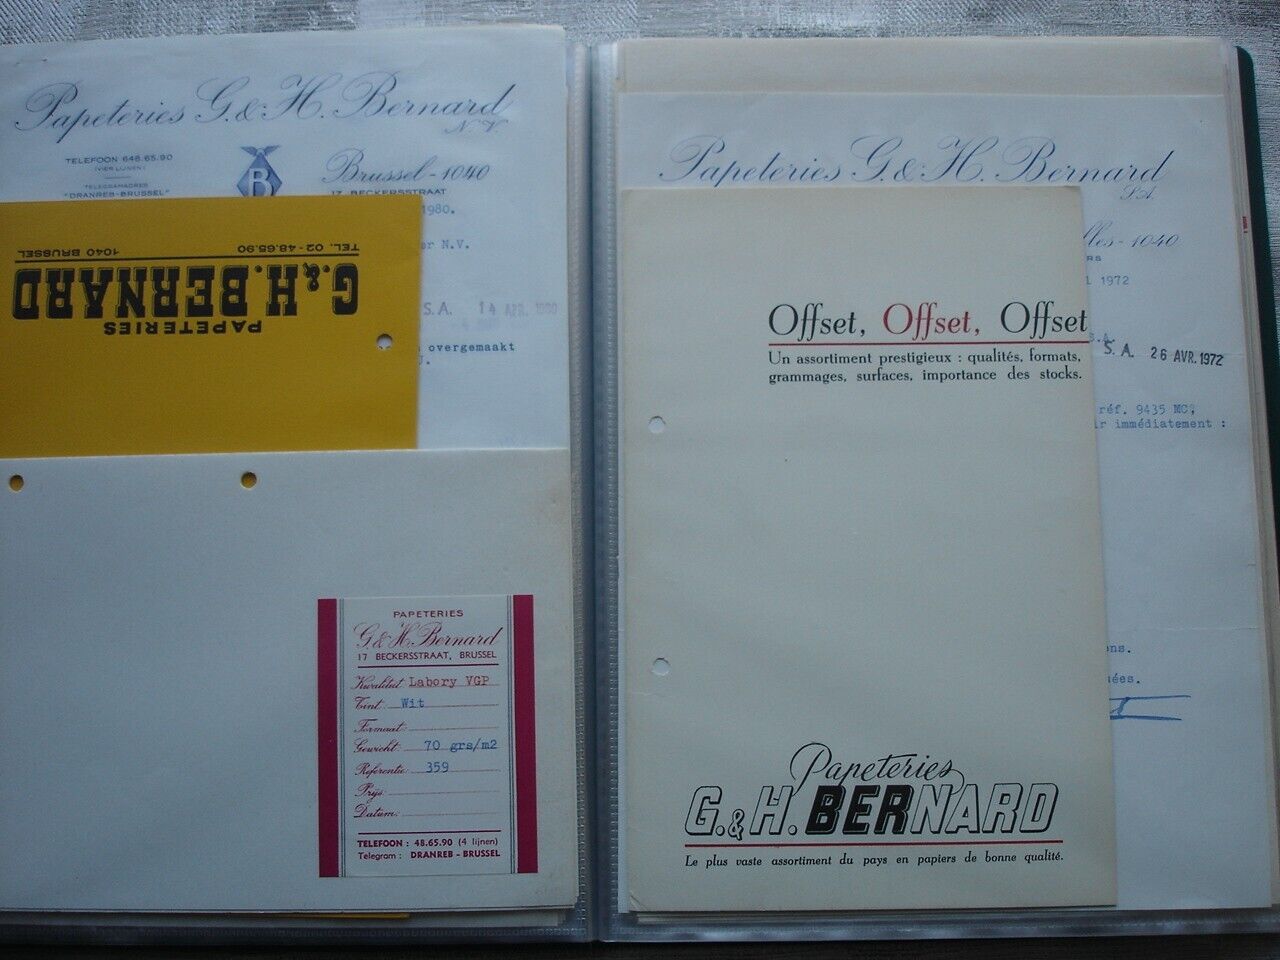 Papeteries G. & H. Bernard
N.V.
TELEFOON 648.65.90
(VIER LIJNEN)
TELEGRAMADRES
"DRANREB-BRUSSEL"
B
Brussel-1040
17, BECKERSSTRAAT
1980.
er N.V.
S.A. 14 APR. 1980
overgemaakt
PAPETERIES
G. & H. BERNARD
1040 BRUSSEL TEL. 02-48.65.90
PAPETERIES
G. & H. Bernard
17 BECKERSSTRAAT, BRUSSEL
Kwaliteit Labory VGP
Tint Wit
Formaat
Gewicht 70 grs/m2
Referentie 359
Prijs
Datum
TELEFOON : 48.65.90 (4 lijnen)
Telegram : DRANREB - BRUSSEL
Papeteries G. & H. Bernard
S.A.
lles-1040
RS
1972
S.A.
S. A. 26 AVR. 1972
réf. 9435 MC,
ir immédiatement :
ons.
uées.
Offset, Offset, Offset
Un assortiment prestigieux : qualités, formats,
grammages, surfaces, importance des stocks.
Papeteries
G. & H. BERNARD
Le plus vaste assortiment du pays en papiers de bonne qualité.